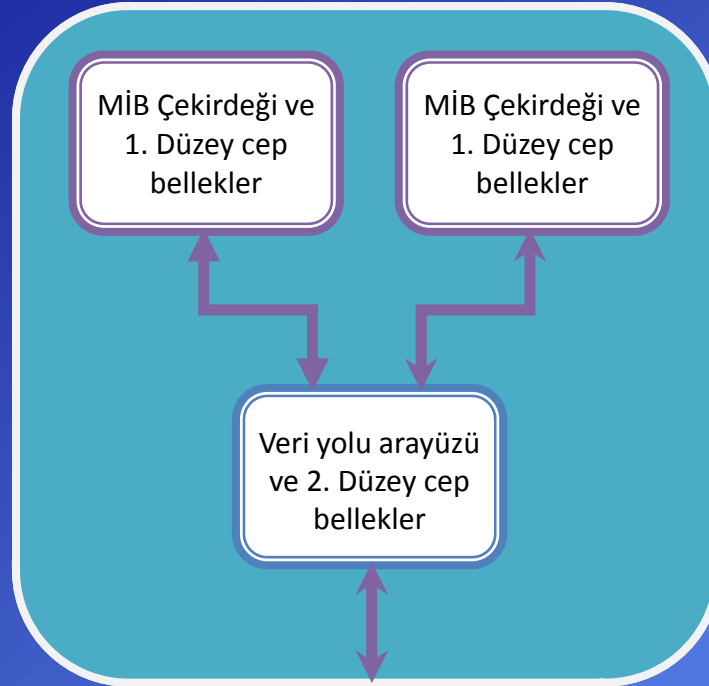 MİB Çekirdeği ve
1. Düzey cep
bellekler
MİB Çekirdeği ve
1. Düzey cep
bellekler
Veri yolu arayüzü
ve 2. Düzey cep
bellekler